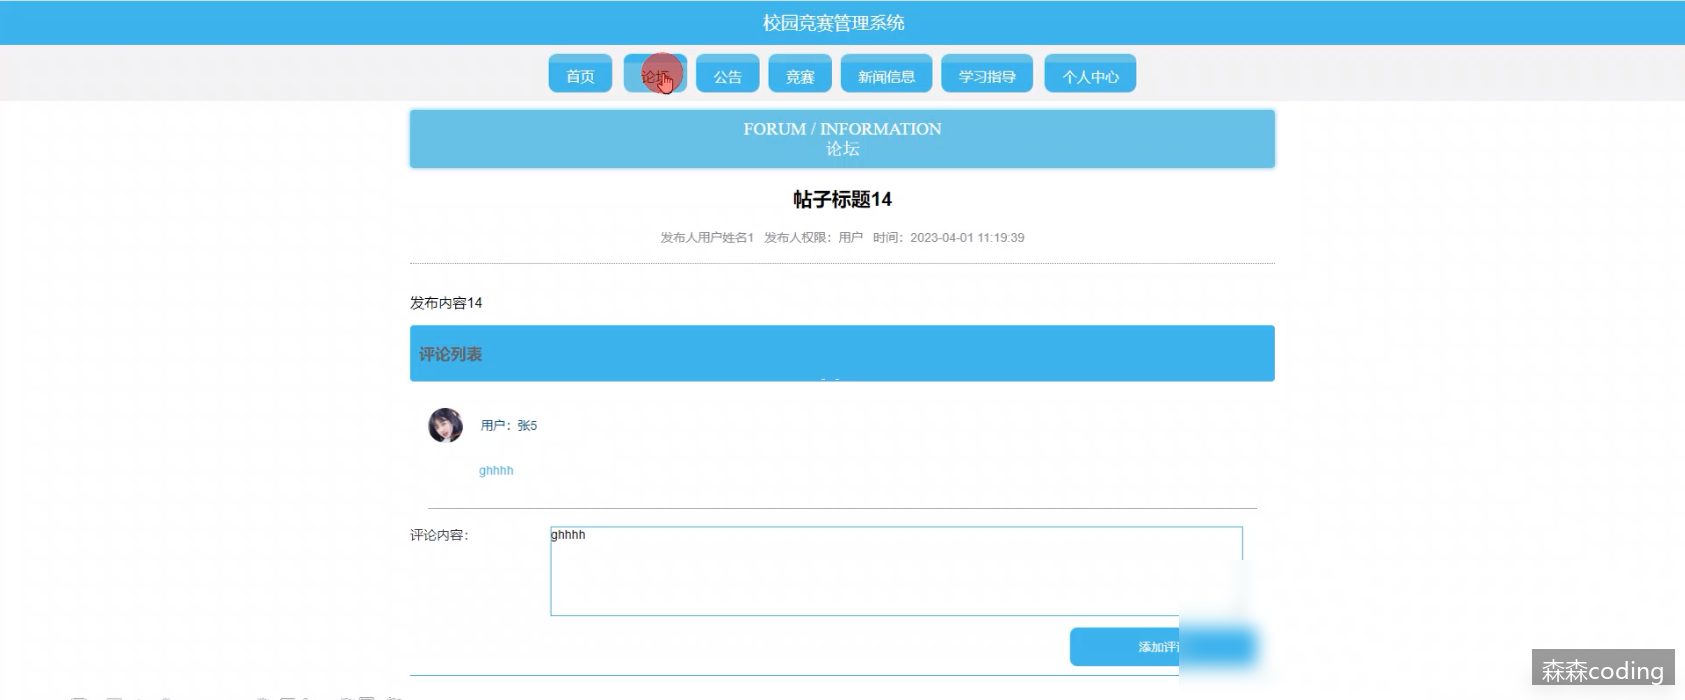 校园竞赛管理系统
首页 论坛 公告 竞赛 新闻信息 学习指导 个人中心
FORUM / INFORMATION
论坛
帖子标题14
发布人用户姓名1 发布人权限：用户 时间：2023-04-01 11:19:39
发布内容14
评论列表
用户：张5
ghhhh
评论内容：
ghhhh
添加评
森森coding